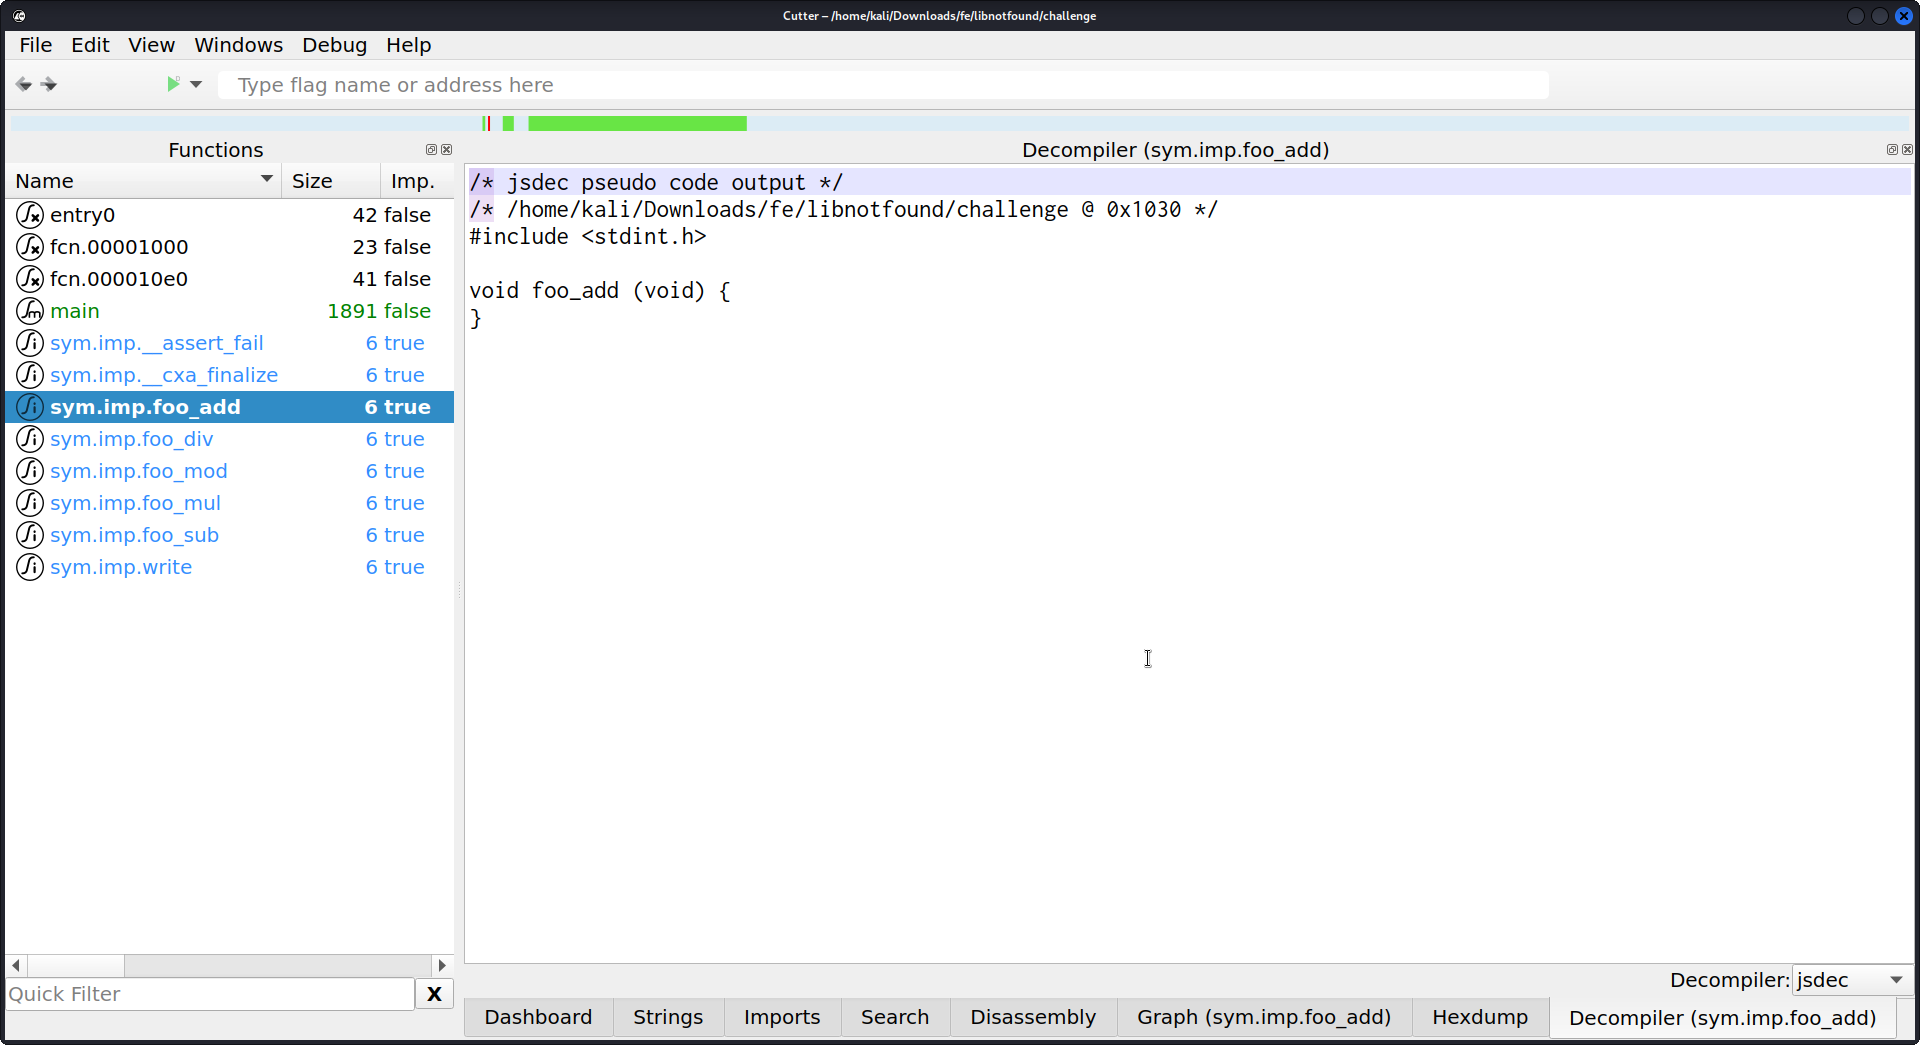 Cutter – /home/kali/Downloads/fe/libnotfound/challenge
File Edit View Windows Debug Help
Type flag name or address here
Functions
Name Size Imp.
entry0 42 false
fcn.00001000 23 false
fcn.000010e0 41 false
main 1891 false
sym.imp.__assert_fail 6 true
sym.imp.__cxa_finalize 6 true
sym.imp.foo_add 6 true
sym.imp.foo_div 6 true
sym.imp.foo_mod 6 true
sym.imp.foo_mul 6 true
sym.imp.foo_sub 6 true
sym.imp.write 6 true
Quick Filter X
Decompiler (sym.imp.foo_add)
/* jsdec pseudo code output */
/* /home/kali/Downloads/fe/libnotfound/challenge @ 0x1030 */
#include <stdint.h>
void foo_add (void) {
}
Decompiler: jsdec
Dashboard Strings Imports Search Disassembly Graph (sym.imp.foo_add) Hexdump Decompiler (sym.imp.foo_add)